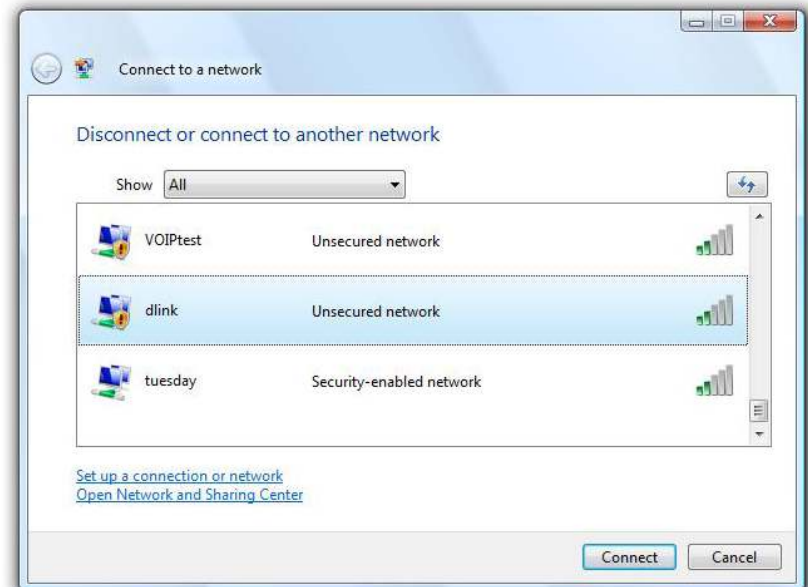 Connect to a network
Disconnect or connect to another network
Show All
VOIPtest Unsecured network
dlink Unsecured network
tuesday Security-enabled network
Set up a connection or network
Open Network and Sharing Center
Connect Cancel